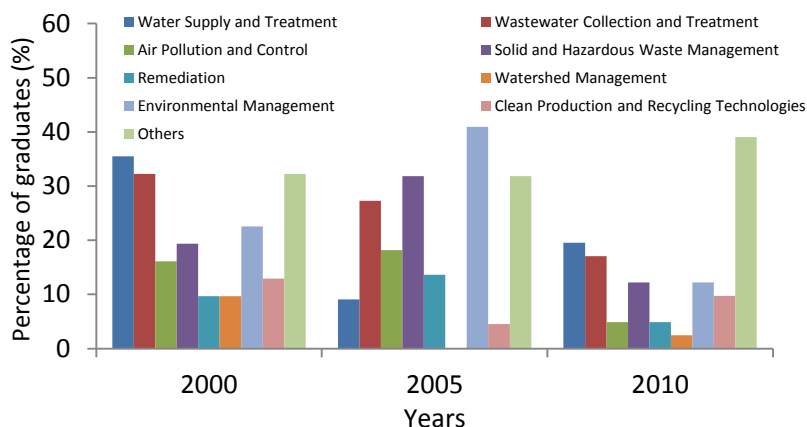 Percentage of graduates (%)
60
50
40
30
20
10
0
Water Supply and Treatment
Wastewater Collection and Treatment
Air Pollution and Control
Solid and Hazardous Waste Management
Remediation
Watershed Management
Environmental Management
Clean Production and Recycling Technologies
Others
2000
2005
2010
Years